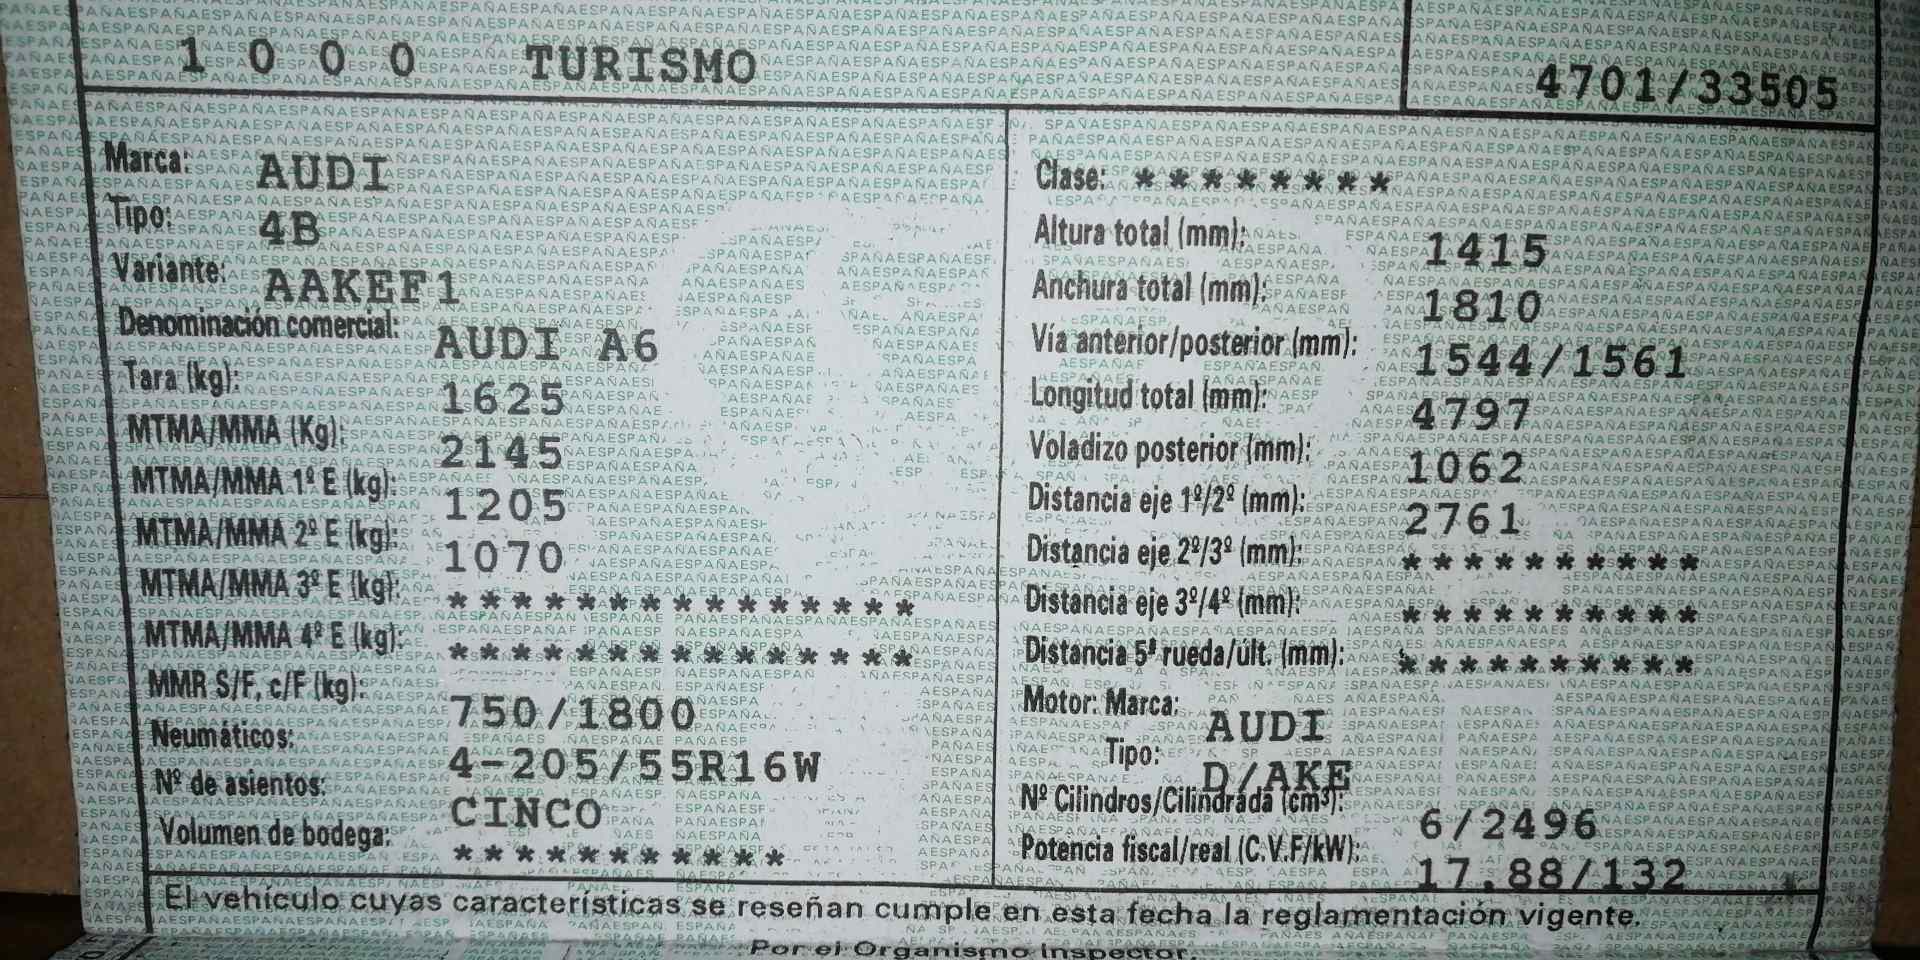 1 0 0 0 TURISMO
4701/33505
Marca: AUDI
Tipo: 4B
Variante: AAKEF1
Denominación comercial: AUDI A6
Tara (kg): 1625
MTMA/MMA (Kg): 2145
MTMA/MMA 1º E (kg): 1205
MTMA/MMA 2º E (kg): 1070
MTMA/MMA 3º E (kg): ***************
MTMA/MMA 4º E (kg): ***************
MMR S/F, c/F (kg): 750/1800
Neumáticos: 4-205/55R16W
Nº de asientos: CINCO
Volumen de bodega: ***********
Clase: ********
Altura total (mm): 1415
Anchura total (mm): 1810
Vía anterior/posterior (mm): 1544/1561
Longitud total (mm): 4797
Voladizo posterior (mm): 1062
Distancia eje 1º/2º (mm): 2761
Distancia eje 2º/3º (mm): **********
Distancia eje 3º/4º (mm): **********
Distancia 5ª rueda/últ. (mm): **********
Motor: Marca: AUDI
Tipo: D/AKE
Nº Cilindros/Cilindrada (cm³): 6/2496
Potencia fiscal/real (C.V.F/kW): 17,88/132
El vehículo cuyas características se reseñan cumple en esta fecha la reglamentación vigente.
Por el Organismo Inspector,